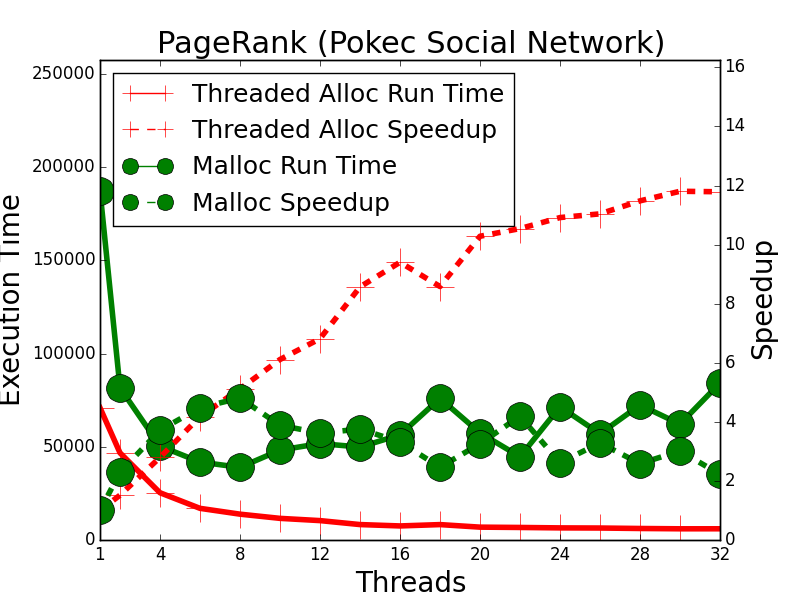 PageRank (Pokec Social Network)
Threaded Alloc Run Time
Threaded Alloc Speedup
Malloc Run Time
Malloc Speedup
Execution Time
250000
200000
150000
100000
50000
0
Speedup
16
14
12
10
8
6
4
2
0
1 4 8 12 16 20 24 28 32
Threads